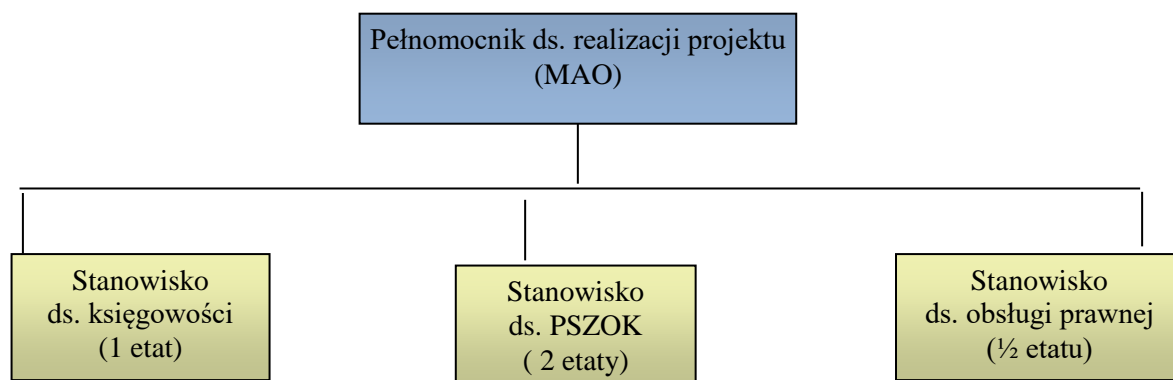 Pełnomocnik ds. realizacji projektu
(MAO)
Stanowisko
ds. księgowości
(1 etat)
Stanowisko
ds. PSZOK
( 2 etaty)
Stanowisko
ds. obsługi prawnej
(½ etatu)